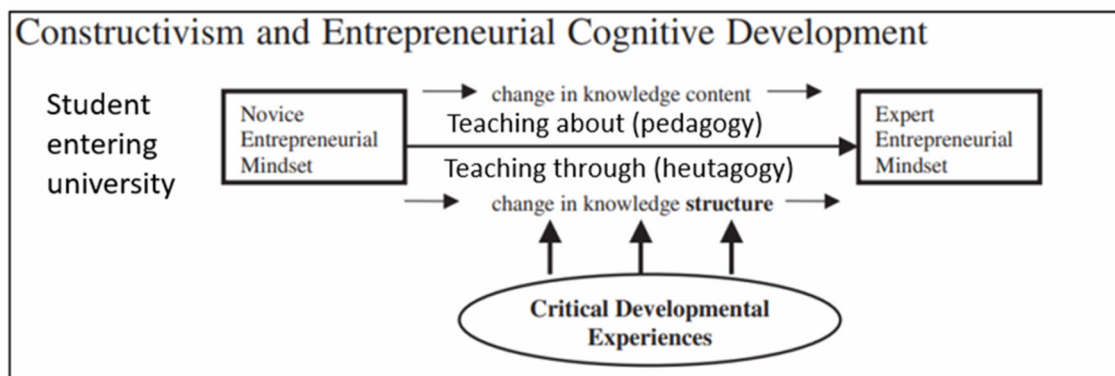 Constructivism and Entrepreneurial Cognitive Development
Student
entering
university
Novice
Entrepreneurial
Mindset
change in knowledge content
Teaching about (pedagogy)
Teaching through (heutagogy)
change in knowledge structure
Expert
Entrepreneurial
Mindset
Critical Developmental
Experiences